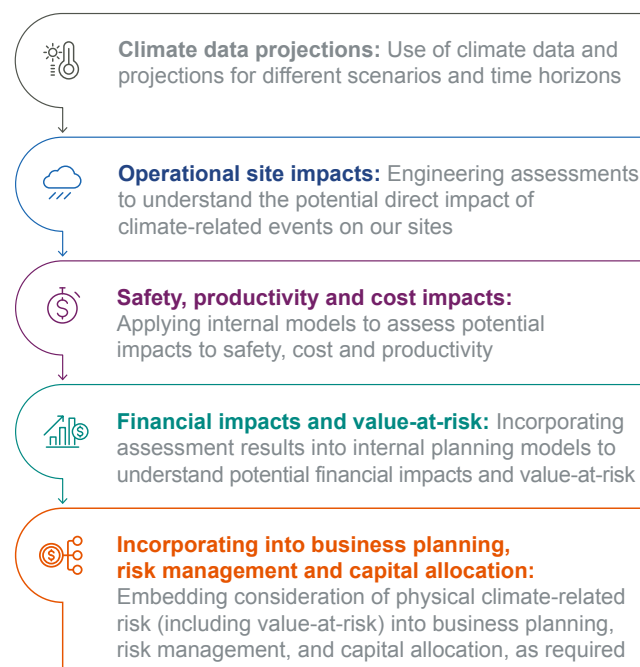 Climate data projections: Use of climate data and
projections for different scenarios and time horizons
Operational site impacts: Engineering assessments
to understand the potential direct impact of
climate-related events on our sites
Safety, productivity and cost impacts:
Applying internal models to assess potential
impacts to safety, cost and productivity
Financial impacts and value-at-risk: Incorporating
assessment results into internal planning models to
understand potential financial impacts and value-at-risk
Incorporating into business planning,
risk management and capital allocation:
Embedding consideration of physical climate-related
risk (including value-at-risk) into business planning,
risk management, and capital allocation, as required